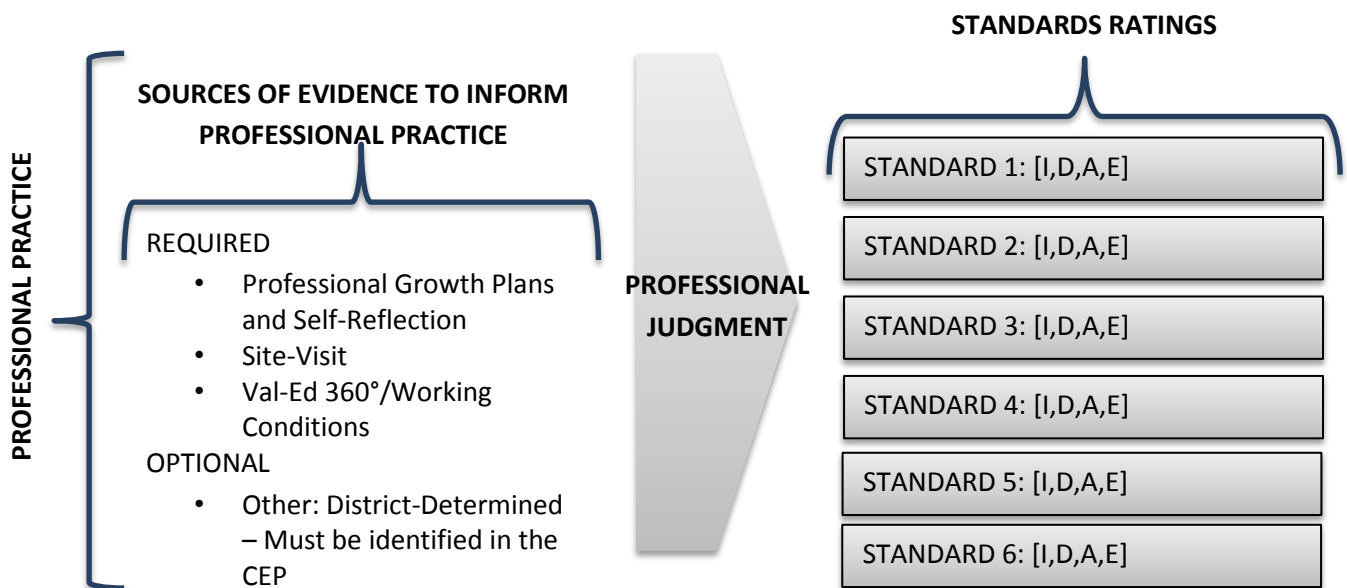 PROFESSIONAL PRACTICE
SOURCES OF EVIDENCE TO INFORM
PROFESSIONAL PRACTICE
REQUIRED
• Professional Growth Plans
and Self-Reflection
• Site-Visit
• Val-Ed 360°/Working
Conditions
OPTIONAL
• Other: District-Determined
– Must be identified in the
CEP
PROFESSIONAL
JUDGMENT
STANDARDS RATINGS
STANDARD 1: [I,D,A,E]
STANDARD 2: [I,D,A,E]
STANDARD 3: [I,D,A,E]
STANDARD 4: [I,D,A,E]
STANDARD 5: [I,D,A,E]
STANDARD 6: [I,D,A,E]